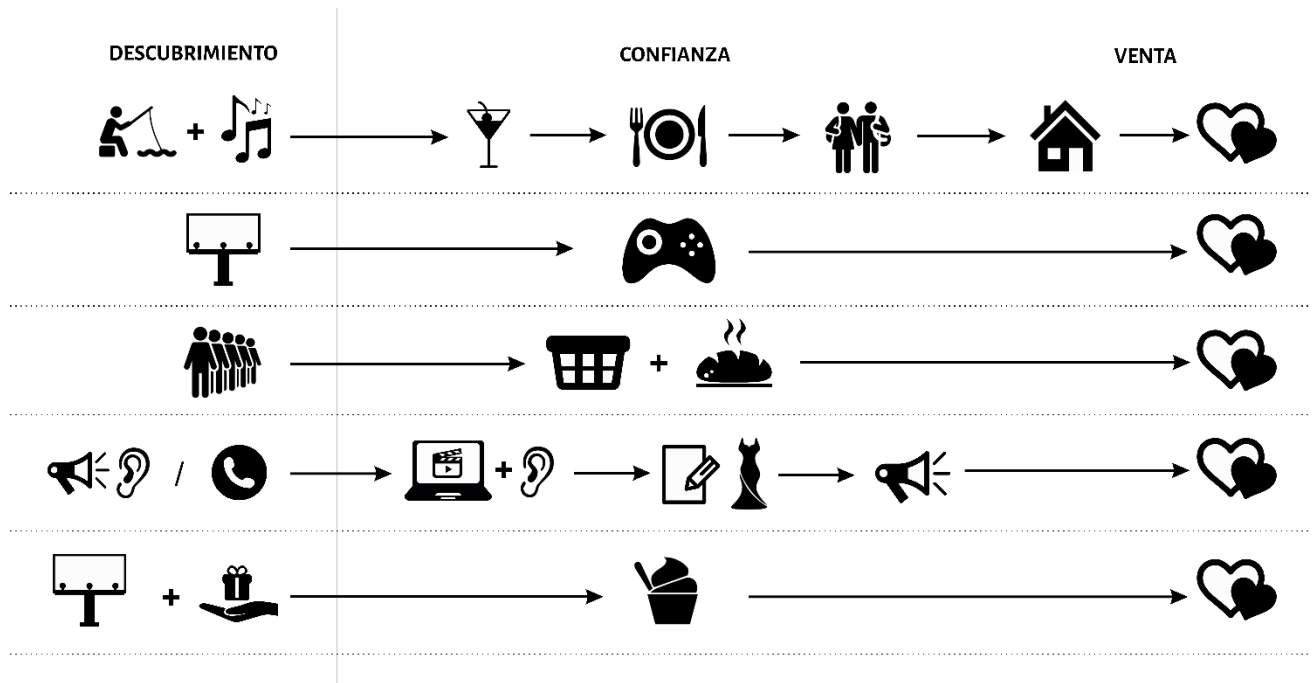 DESCUBRIMIENTO CONFIANZA VENTA
+
+
/ +
+